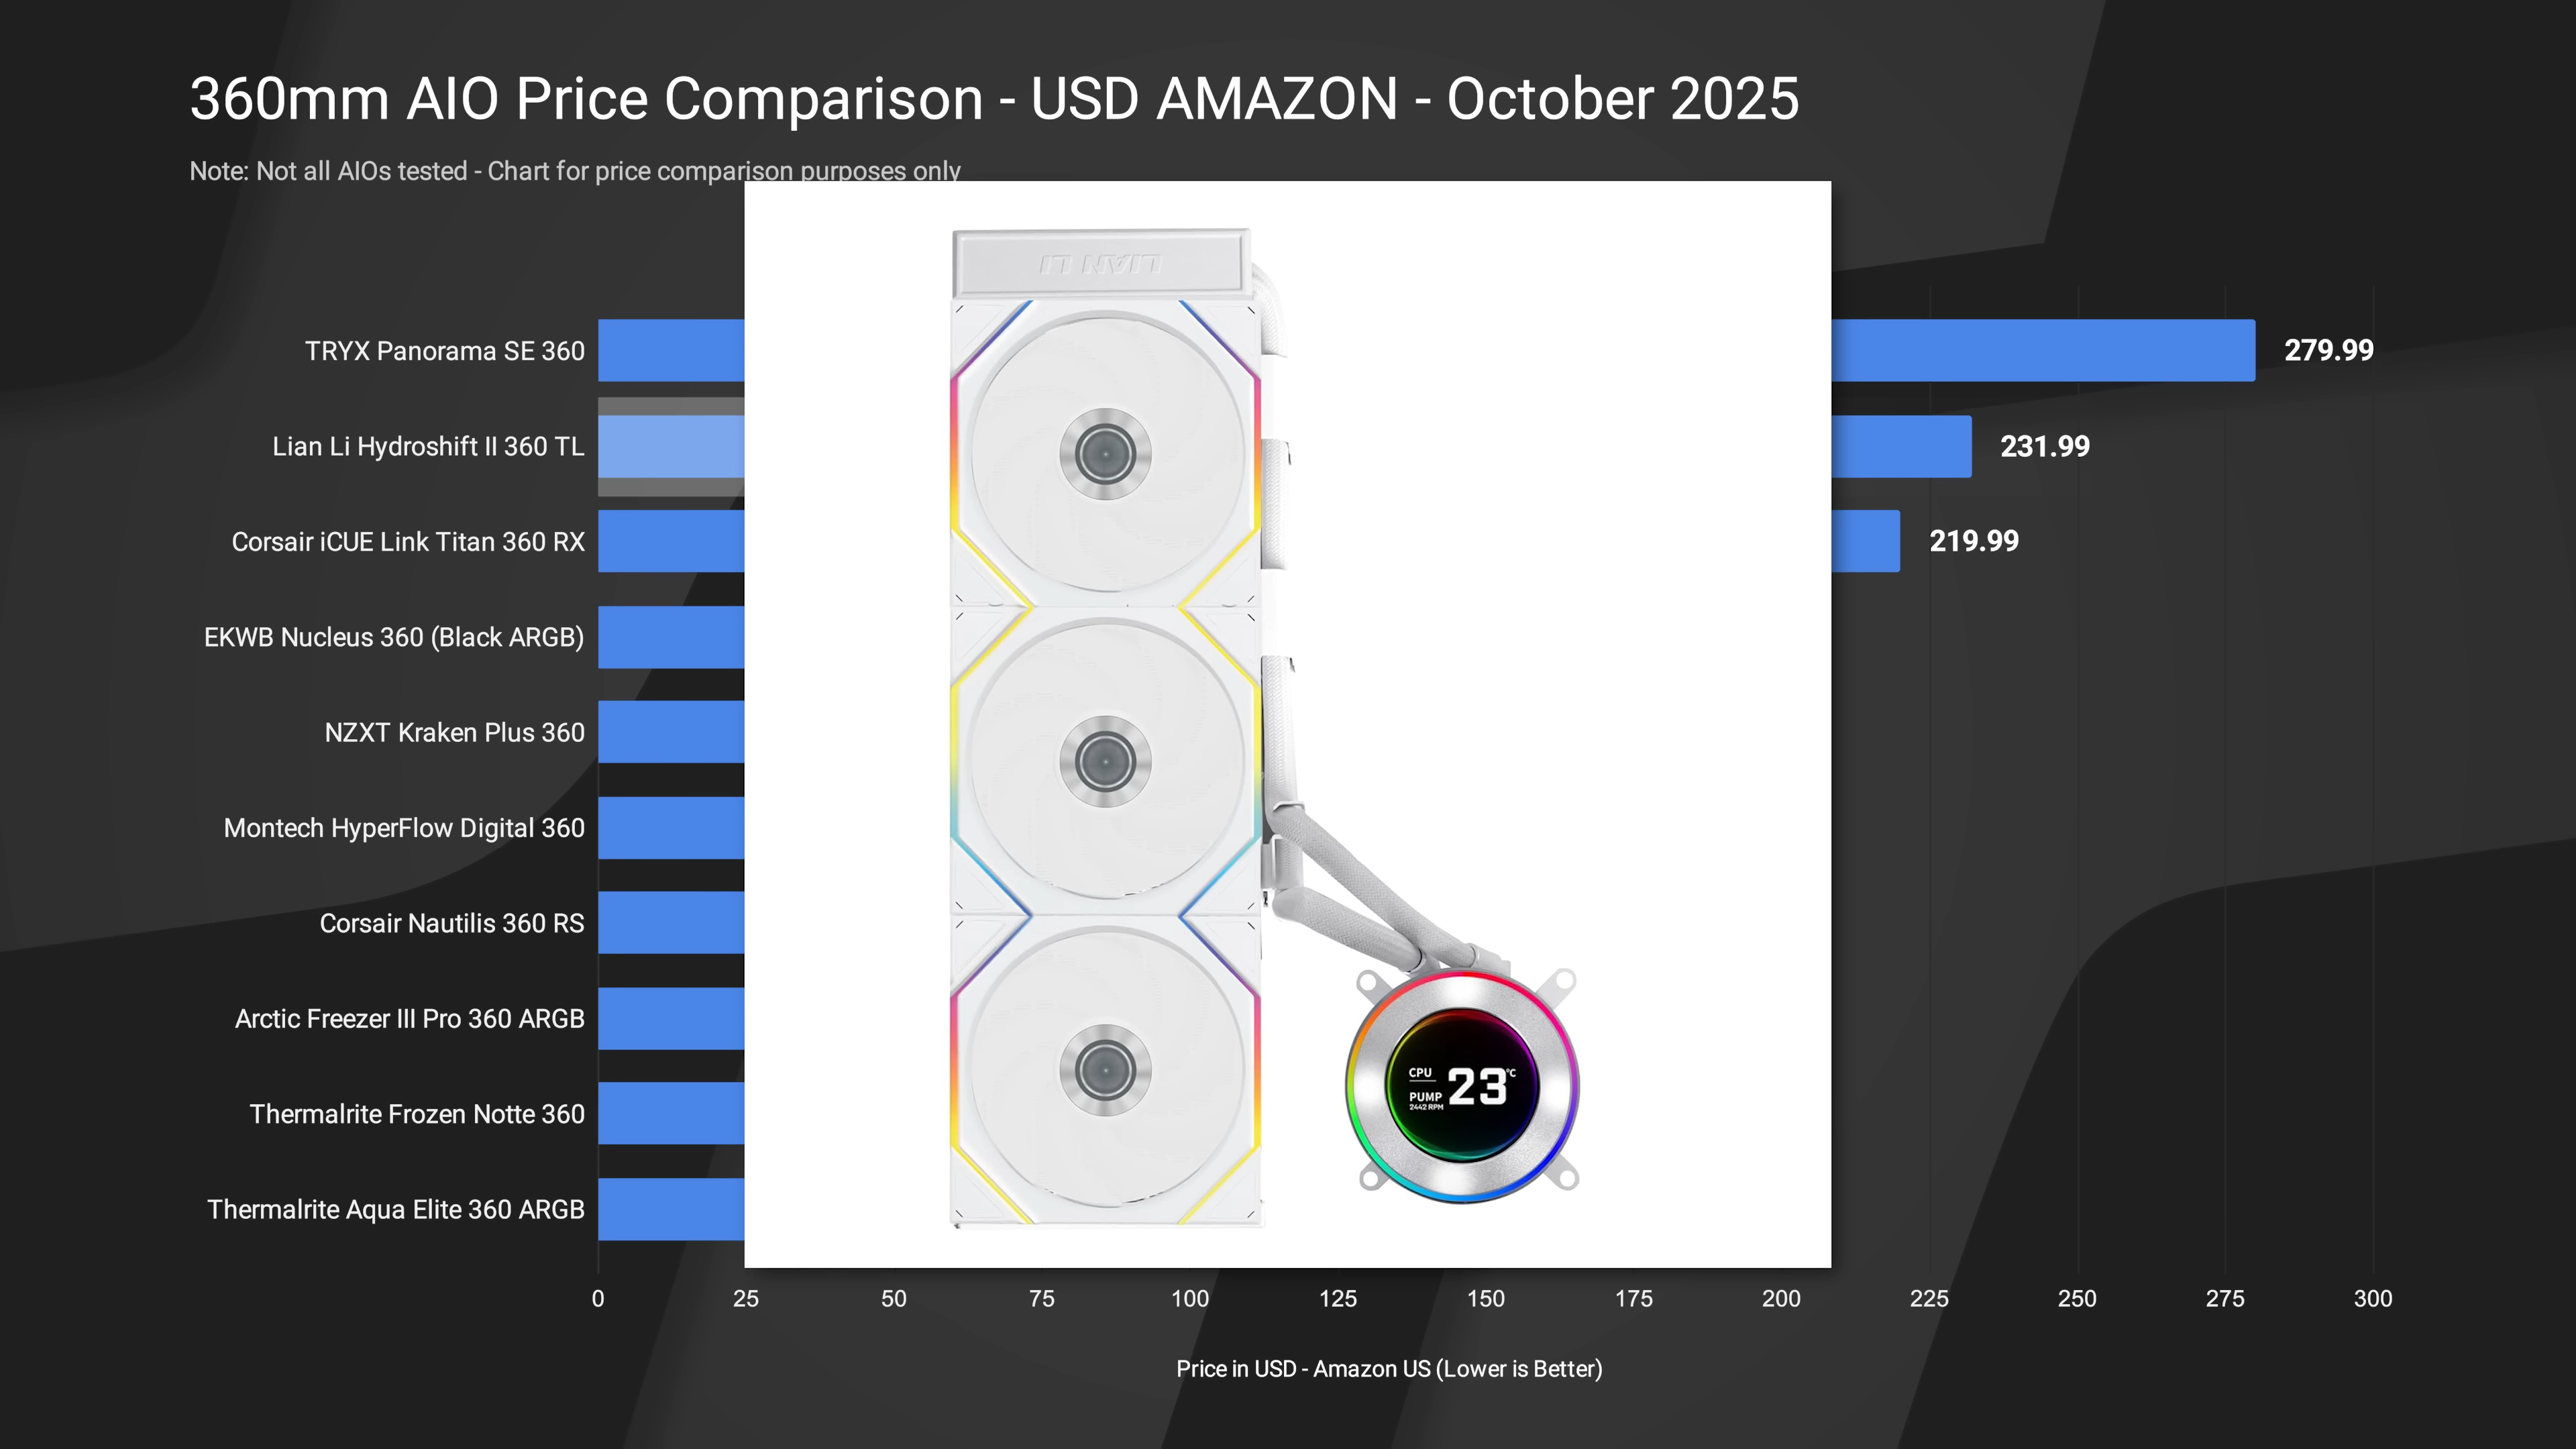 360mm AIO Price Comparison - USD AMAZON - October 2025
Note: Not all AIOs tested - Chart for price comparison purposes only
LIAN LI
TRYX Panorama SE 360
279.99
Lian Li Hydroshift II 360 TL
231.99
Corsair iCUE Link Titan 360 RX
219.99
EKWB Nucleus 360 (Black ARGB)
NZXT Kraken Plus 360
Montech HyperFlow Digital 360
Corsair Nautilis 360 RS
Arctic Freezer III Pro 360 ARGB
Thermalrite Frozen Notte 360
Thermalrite Aqua Elite 360 ARGB
CPU
23°C
PUMP
2442 RPM
0 25 50 75 100 125 150 175 200 225 250 275 300
Price in USD - Amazon US (Lower is Better)